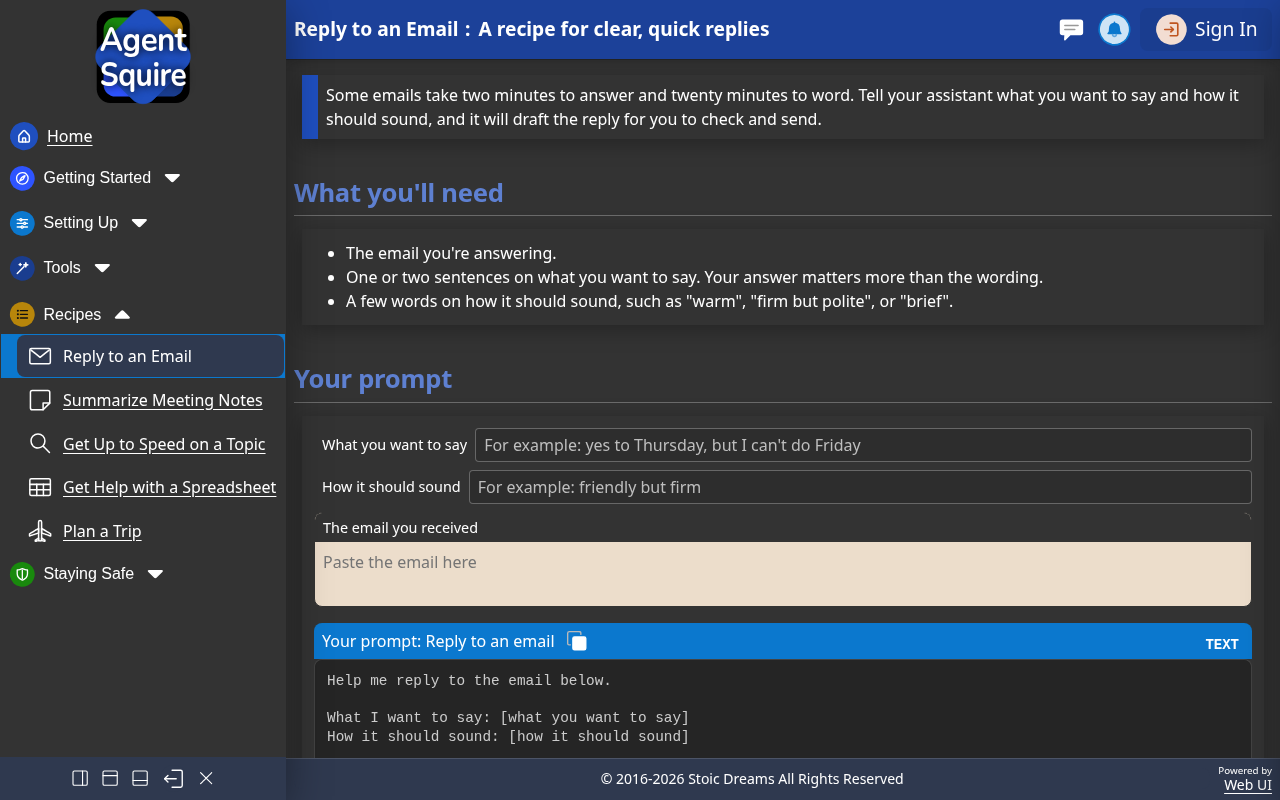 Agent
Squire
Home
Getting Started
Setting Up
Tools
Recipes
Reply to an Email
Summarize Meeting Notes
Get Up to Speed on a Topic
Get Help with a Spreadsheet
Plan a Trip
Staying Safe
Reply to an Email : A recipe for clear, quick replies
Sign In
Some emails take two minutes to answer and twenty minutes to word. Tell your assistant what you want to say and how it
should sound, and it will draft the reply for you to check and send.
What you'll need
The email you're answering.
One or two sentences on what you want to say. Your answer matters more than the wording.
A few words on how it should sound, such as "warm", "firm but polite", or "brief".
Your prompt
What you want to say
For example: yes to Thursday, but I can't do Friday
How it should sound
For example: friendly but firm
The email you received
Paste the email here
Your prompt: Reply to an email
TEXT
Help me reply to the email below.
What I want to say: [what you want to say]
How it should sound: [how it should sound]
© 2016-2026 Stoic Dreams All Rights Reserved
Powered by
Web UI